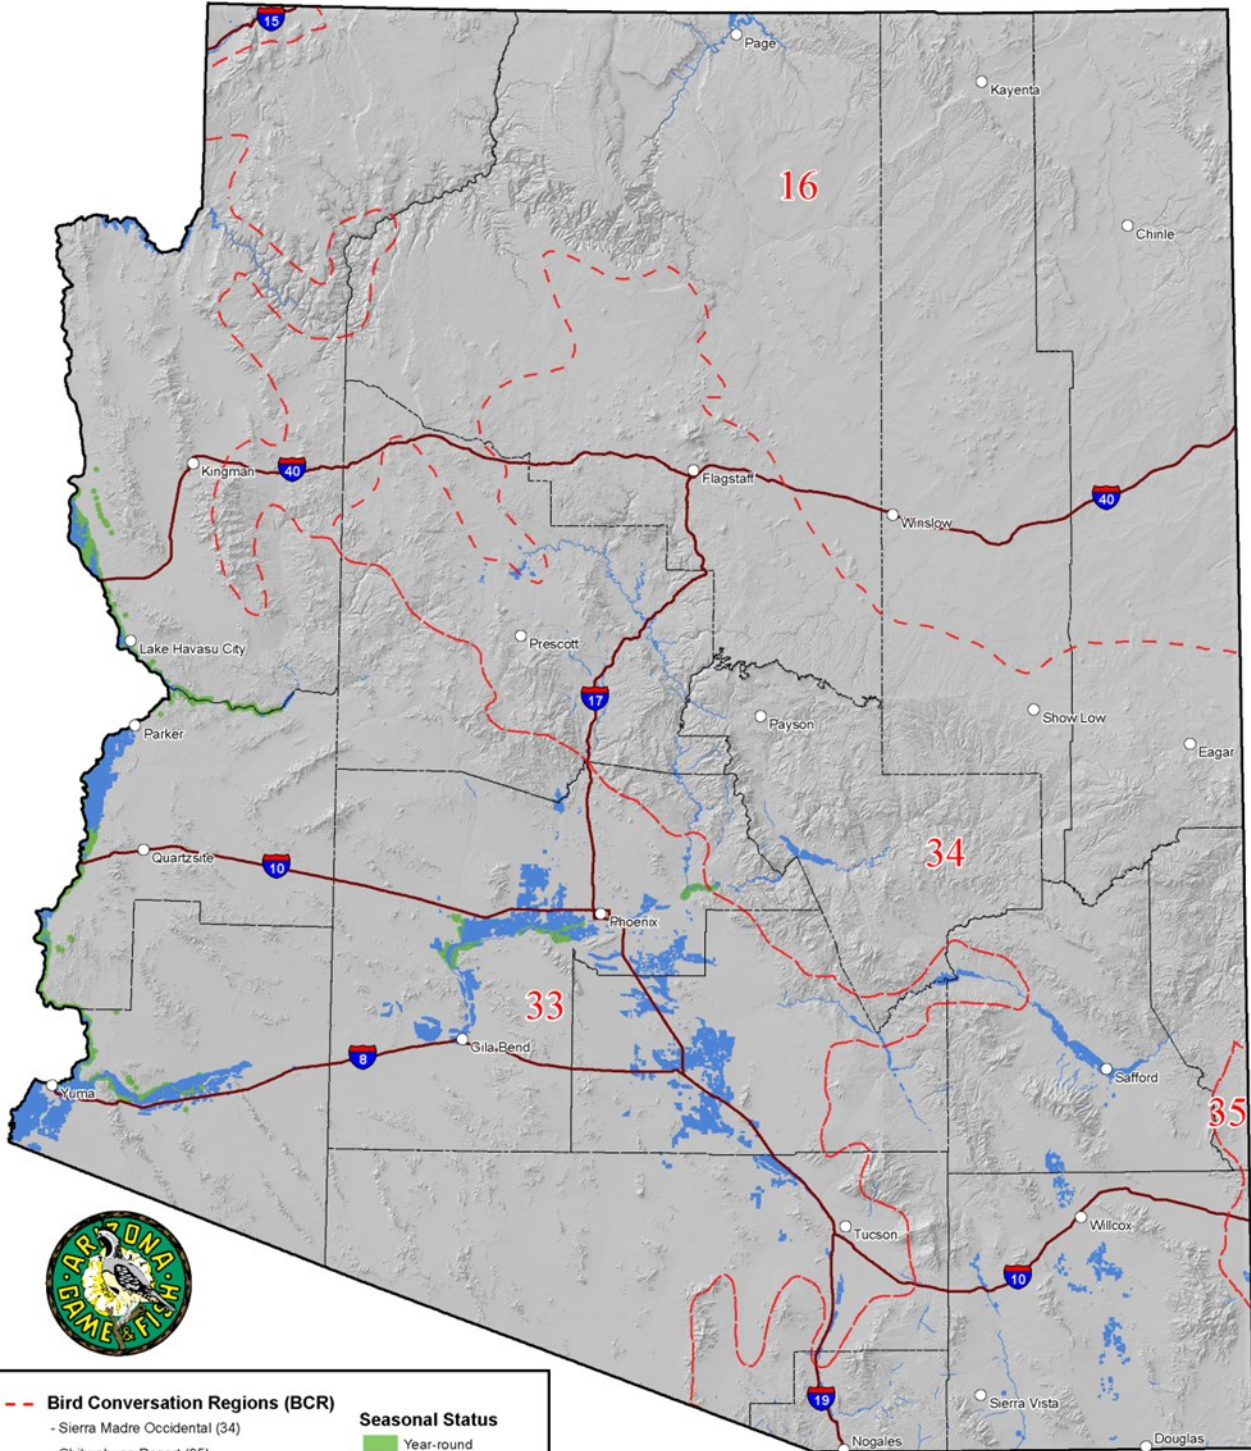 15
Page
Kayenta
16
Chinle
Kingman
40
Flagstaff
40
Winslow
Lake Havasu City
Prescott
17
Payson
Show Low
Parker
Eagar
Quartzsite
10
34
Phoenix
33
8
Gila Bend
Safford
Yuma
35
Willcox
Tucson
10
ARIZONA
GAME & FISH
19
Sierra Vista
Nogales
Douglas
Bird Conversation Regions (BCR)
- Sierra Madre Occidental (34)
Seasonal Status
Year-round